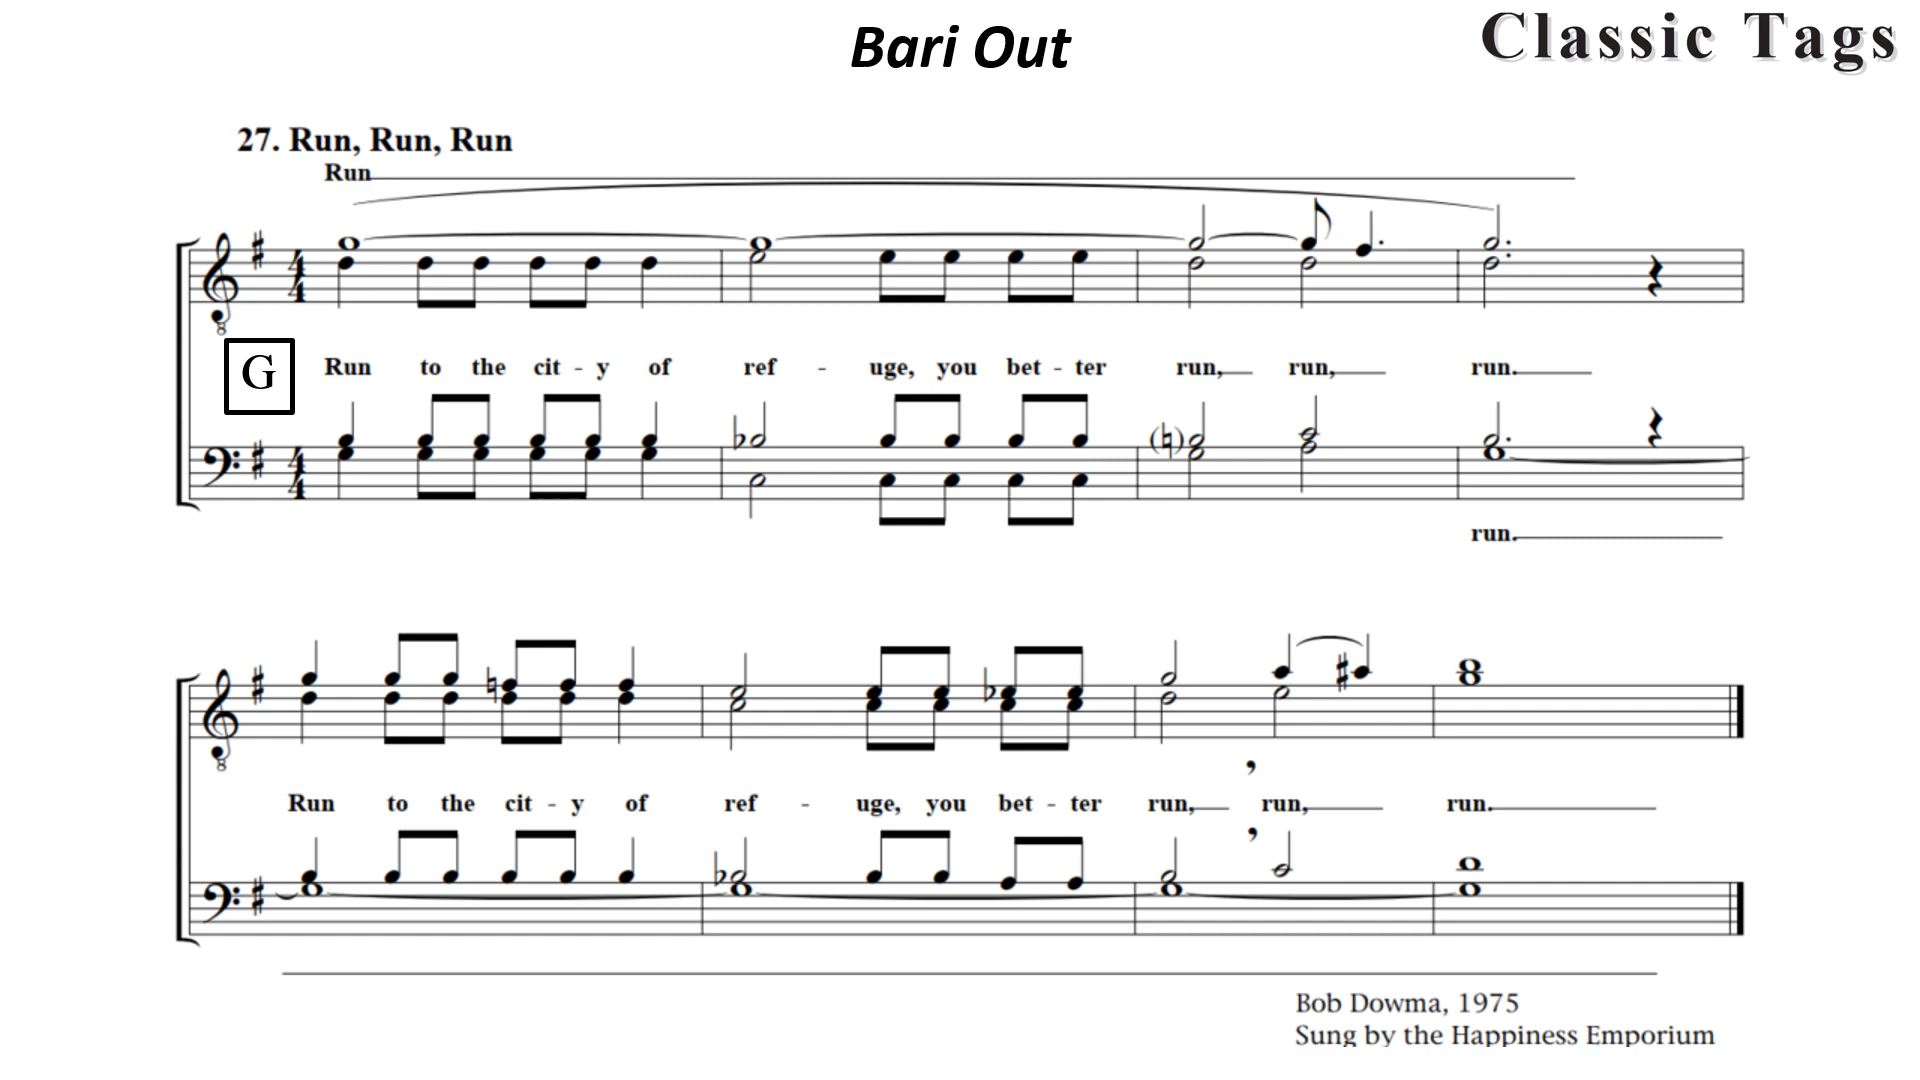 Bari Out
Classic Tags
27. Run, Run, Run
Run
G
Run to the cit - y of ref - uge, you bet - ter run, run, run.
run.
Run to the cit - y of ref - uge, you bet - ter run, run, run.
Bob Dowma, 1975
Sung by the Happiness Emporium